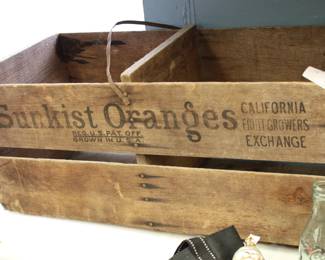 Sunkist Oranges
REG. U.S. PAT. OFF.
GROWN IN U.S.A.
CALIFORNIA
FRUIT GROWERS
EXCHANGE